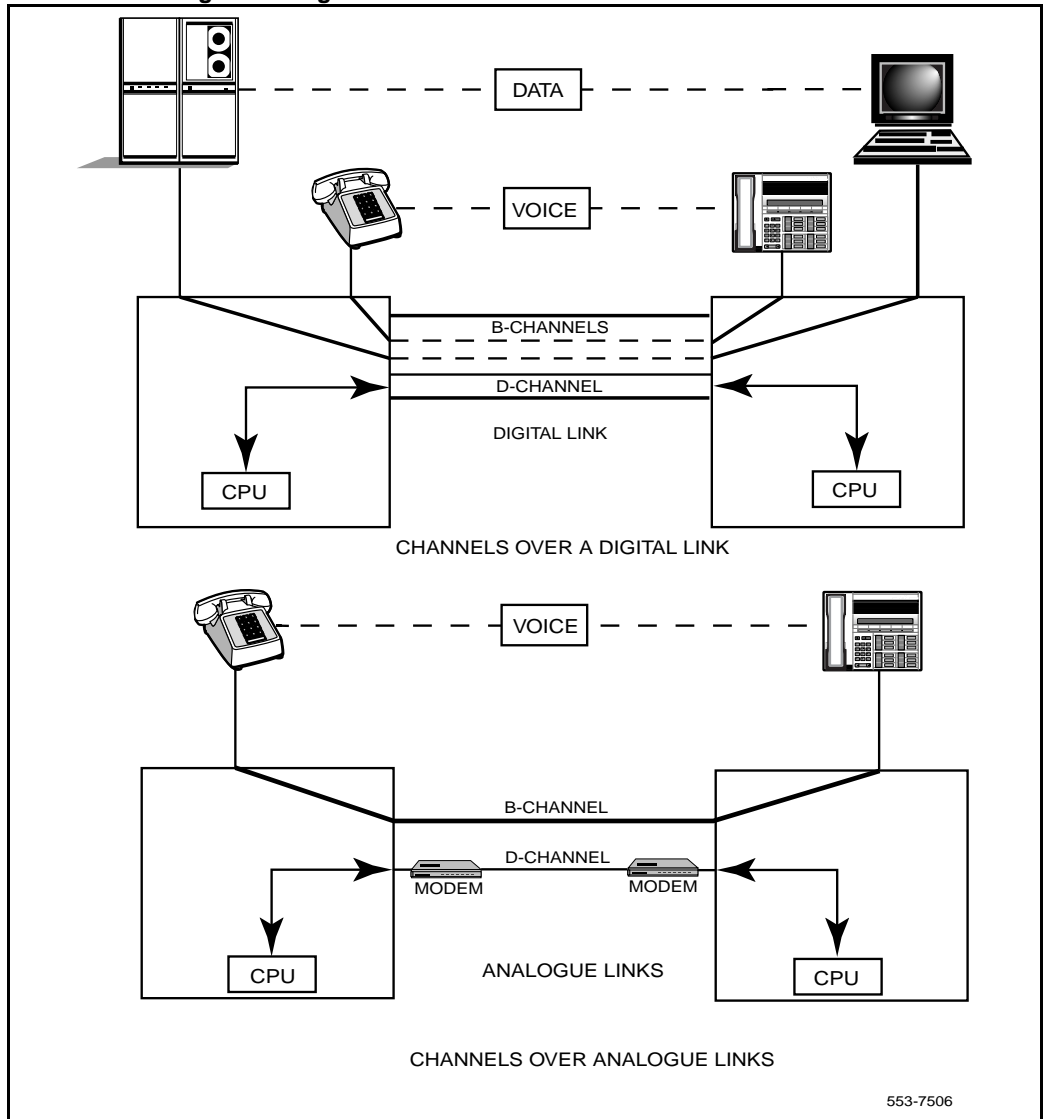 DATA
VOICE
B-CHANNELS
D-CHANNEL
DIGITAL LINK
CPU
CPU
CHANNELS OVER A DIGITAL LINK
VOICE
B-CHANNEL
D-CHANNEL
MODEM
MODEM
CPU
ANALOGUE LINKS
CPU
CHANNELS OVER ANALOGUE LINKS
553-7506